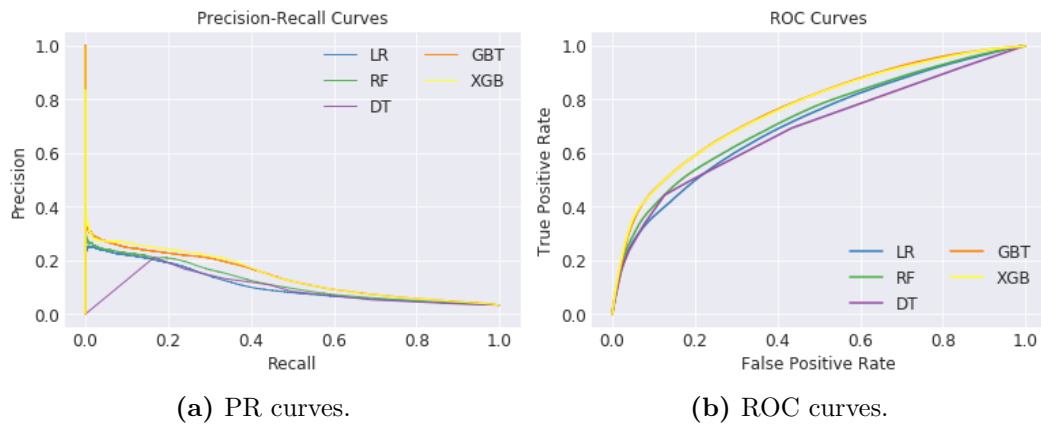 Precision-Recall Curves
Precision
1.0
0.8
0.6
0.4
0.2
0.0
LR
RF
DT
GBT
XGB
0.0 0.2 0.4 0.6 0.8 1.0
Recall
(a) PR curves.
ROC Curves
True Positive Rate
1.0
0.8
0.6
0.4
0.2
0.0
LR
RF
DT
GBT
XGB
0.0 0.2 0.4 0.6 0.8 1.0
False Positive Rate
(b) ROC curves.